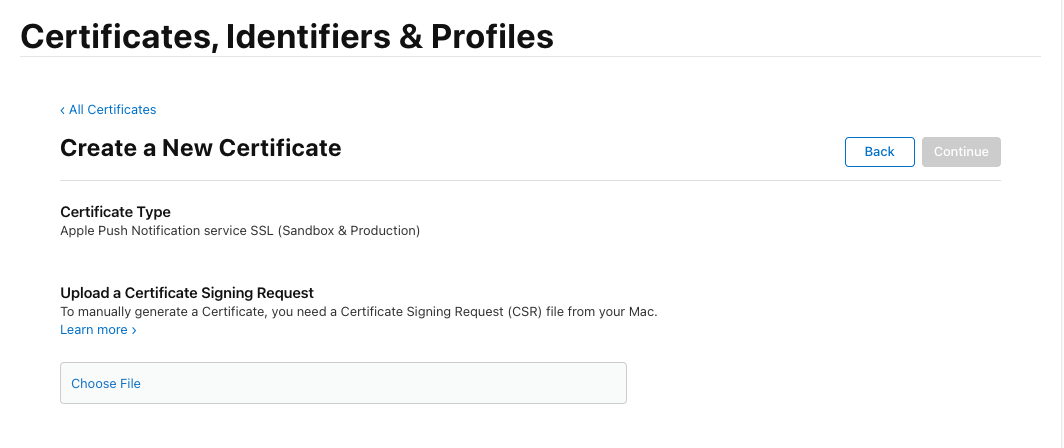 Certificates, Identifiers & Profiles
‹ All Certificates
Create a New Certificate
Back
Continue
Certificate Type
Apple Push Notification service SSL (Sandbox & Production)
Upload a Certificate Signing Request
To manually generate a Certificate, you need a Certificate Signing Request (CSR) file from your Mac.
Learn more ›
Choose File